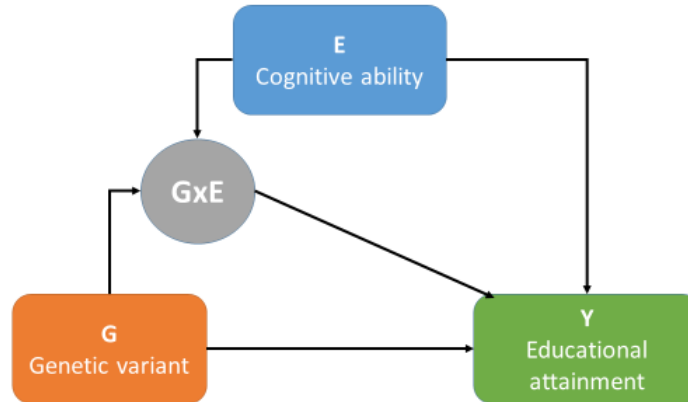 E
Cognitive ability
GxE
G
Genetic variant
Y
Educational
attainment